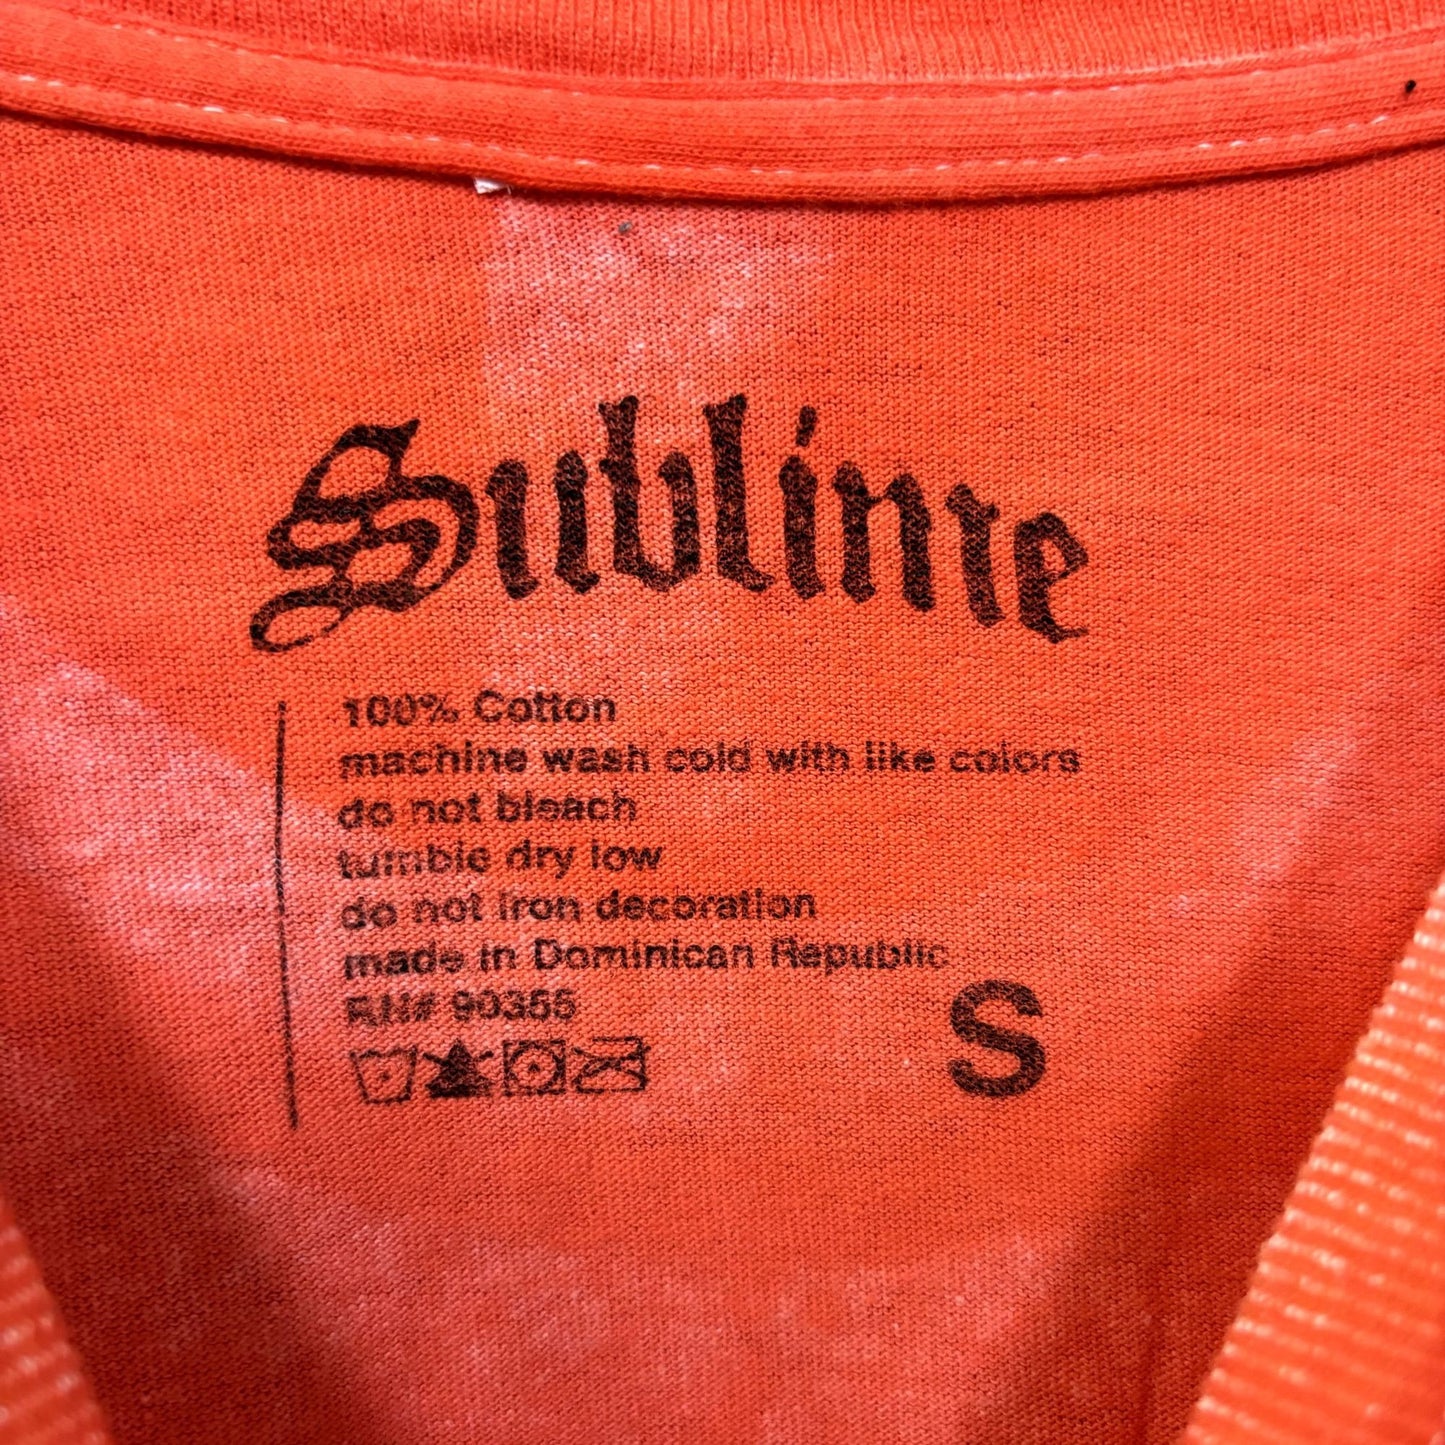 Sublime
100% Cotton
machine wash cold with like colors
do not bleach
tumble dry low
do not iron decoration
made in Dominican Republic
RN# 90355
S